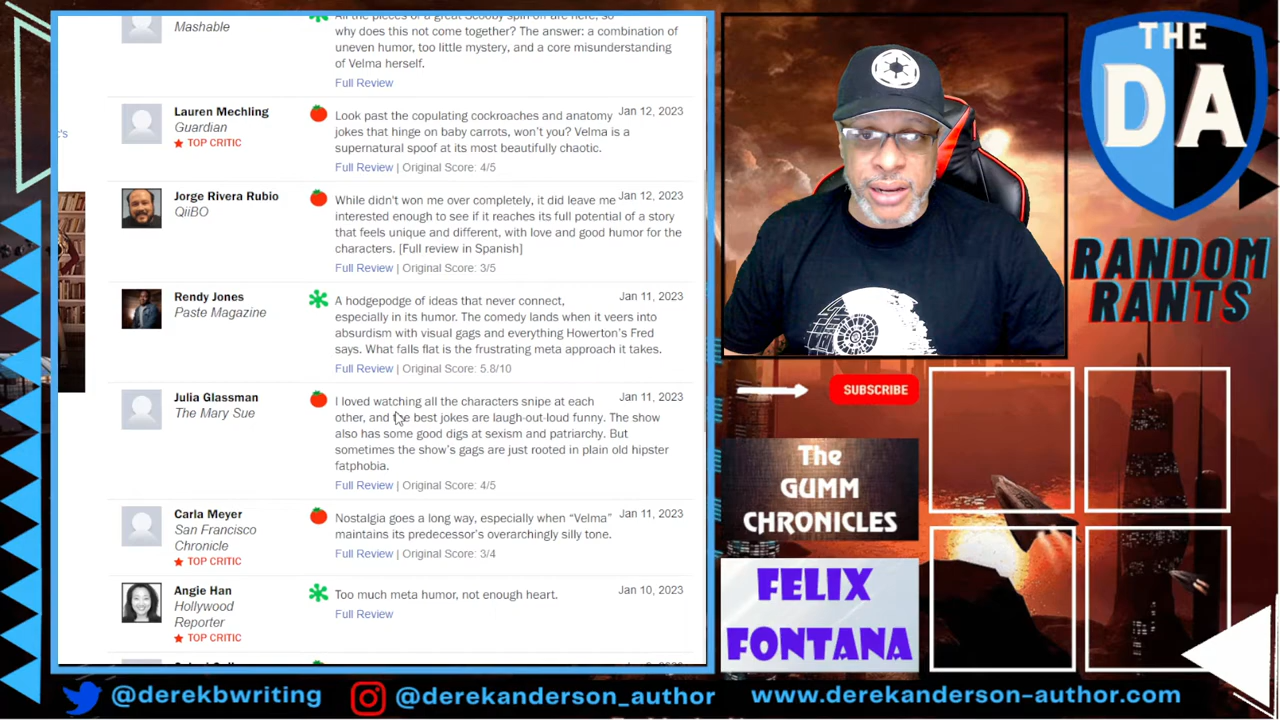 Mashable
All the pieces of a great Scooby spin-off are here, so
why does this not come together? The answer: a combination of
uneven humor, too little mystery, and a core misunderstanding
of Velma herself.
Full Review
Lauren Mechling
Guardian
★ TOP CRITIC
Jan 12, 2023
Look past the copulating cockroaches and anatomy
jokes that hinge on baby carrots, won't you? Velma is a
supernatural spoof at its most beautifully chaotic.
Full Review | Original Score: 4/5
Jorge Rivera Rubio
QiiBO
Jan 12, 2023
While didn't won me over completely, it did leave me
interested enough to see if it reaches its full potential of a story
that feels unique and different, with love and good humor for the
characters. [Full review in Spanish]
Full Review | Original Score: 3/5
Rendy Jones
Paste Magazine
Jan 11, 2023
A hodgepodge of ideas that never connect,
especially in its humor. The comedy lands when it veers into
absurdism with visual gags and everything Howerton's Fred
says. What falls flat is the frustrating meta approach it takes.
Full Review | Original Score: 5.8/10
Julia Glassman
The Mary Sue
Jan 11, 2023
I loved watching all the characters snipe at each
other, and the best jokes are laugh-out-loud funny. The show
also has some good digs at sexism and patriarchy. But
sometimes the show's gags are just rooted in plain old hipster
fatphobia.
Full Review | Original Score: 4/5
Carla Meyer
San Francisco
Chronicle
★ TOP CRITIC
Jan 11, 2023
Nostalgia goes a long way, especially when “Velma”
maintains its predecessor's overarchingly silly tone.
Full Review | Original Score: 3/4
Angie Han
Hollywood
Reporter
★ TOP CRITIC
Jan 10, 2023
Too much meta humor, not enough heart.
Full Review
THE
DA
RANDOM
RANTS
SUBSCRIBE
The
GUMM
CHRONICLES
FELIX
FONTANA
@derekbwriting
@derekanderson_author
www.derekanderson-author.com